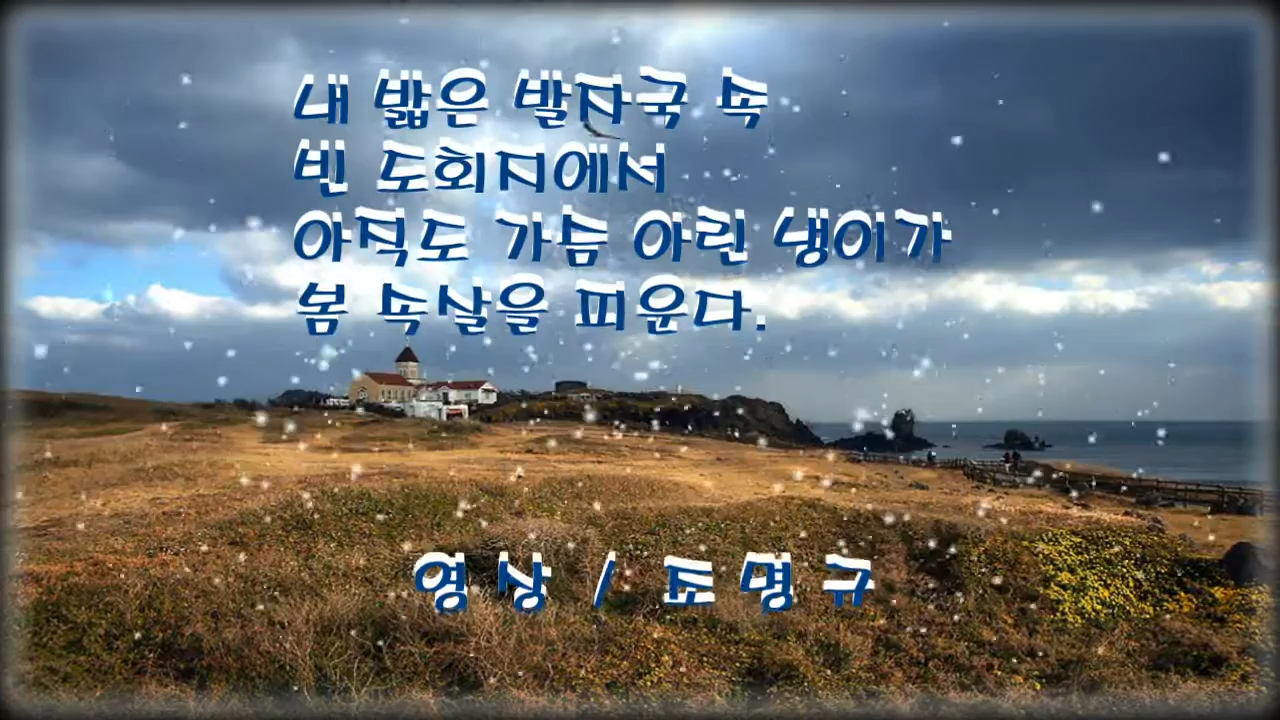 내 밟은 발자국 속
빈 도회지에서
아직도 가슴 아린 냉이가
봄 속살을 피운다.
영상 / 조명규